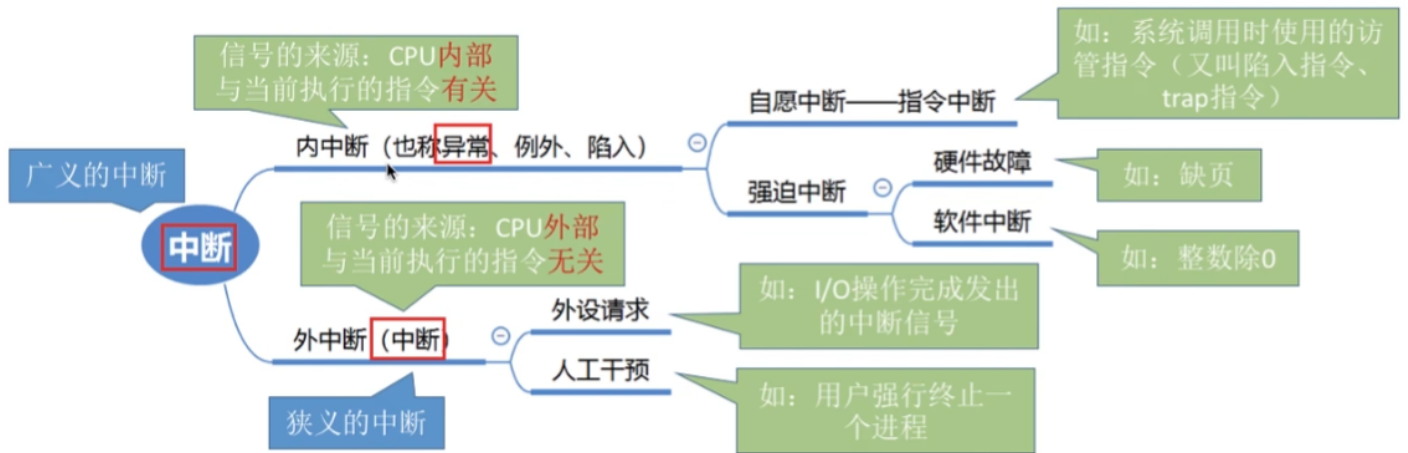 信号的来源：CPU内部
与当前执行的指令有关
如：系统调用时使用的访
管指令（又叫陷入指令、
trap指令）
自愿中断——指令中断
内中断（也称异常、例外、陷入）
广义的中断
硬件故障
如：缺页
强迫中断
信号的来源：CPU外部
与当前执行的指令无关
软件中断
中断
如：整数除0
外设请求
如：I/O操作完成发出
的中断信号
外中断（中断）
人工干预
如：用户强行终止一
个进程
狭义的中断